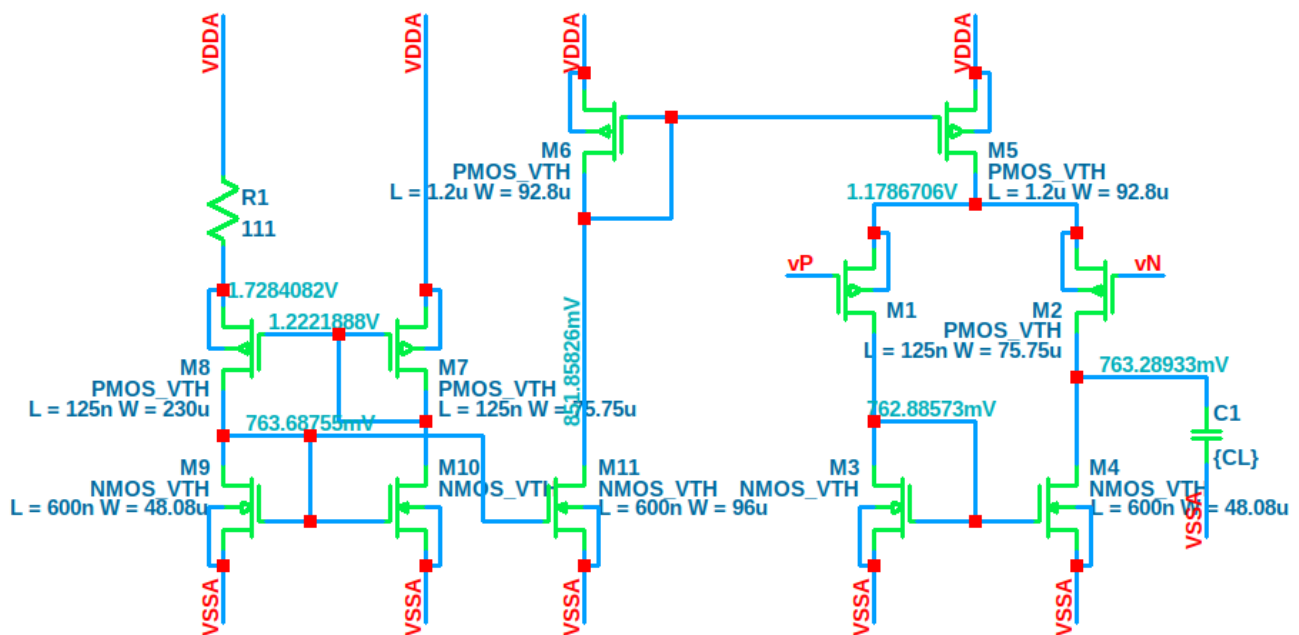 VDDA
VDDA
VDDA
VDDA
M6
PMOS_VTH
L = 1.2u W = 92.8u
M5
PMOS_VTH
L = 1.2u W = 92.8u
R1
111
1.1786706V
vP
vN
1.7284082V
1.2221888V
851.85826mV
M1
M2
PMOS_VTH
L = 125n W = 75.75u
M8
PMOS_VTH
L = 125n W = 230u
M7
PMOS_VTH
L = 125n W = 75.75u
763.28933mV
763.68755mV
762.88573mV
C1
{CL}
VSSA
M9
NMOS_VTH
L = 600n W = 48.08u
M10
NMOS_VTH
M11
NMOS_VTH
L = 600n W = 96u
M3
NMOS_VTH
M4
NMOS_VTH
L = 600n W = 48.08u
VSSA
VSSA
VSSA
VSSA
VSSA